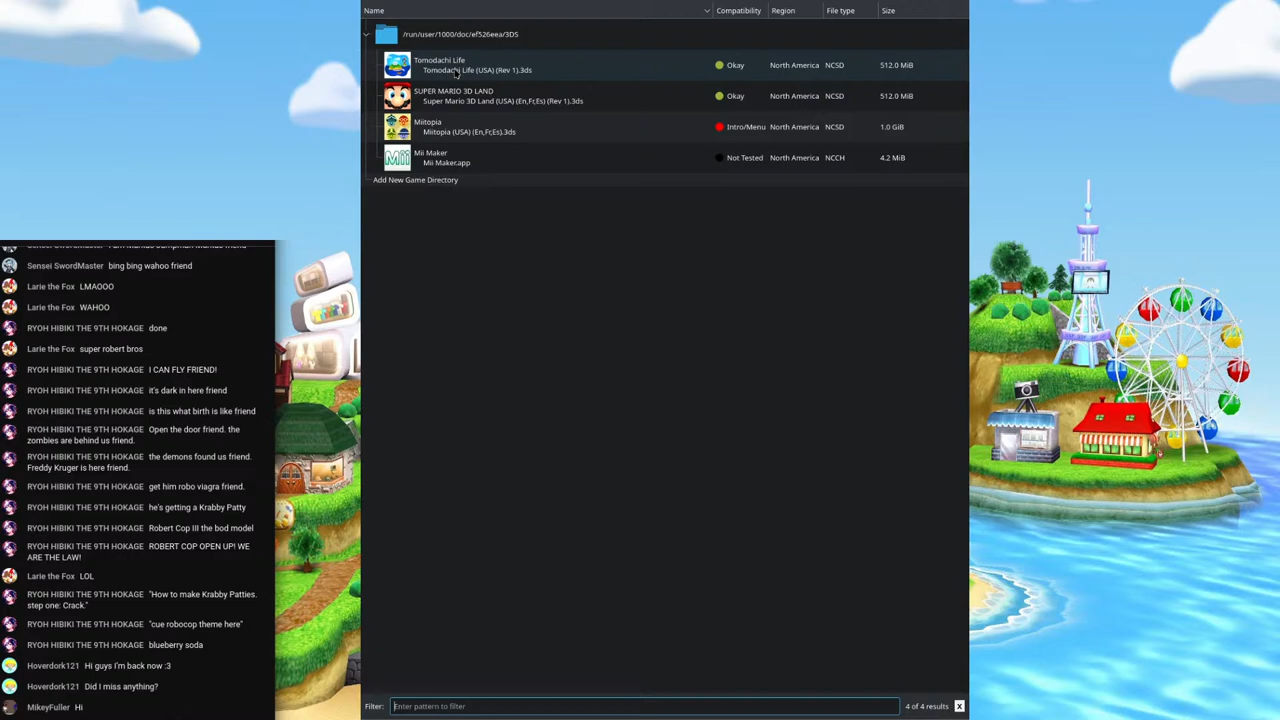 Name Compatibility Region File type Size
/run/user/1000/doc/ef526eea/3DS
Tomodachi Life
Tomodachi Life (USA) (Rev 1).3ds Okay North America NCSD 512.0 MiB
SUPER MARIO 3D LAND
Super Mario 3D Land (USA) (En,Fr,Es) (Rev 1).3ds Okay North America NCSD 512.0 MiB
Miitopia
Miitopia (USA) (En,Fr,Es).3ds Intro/Menu North America NCSD 1.0 GiB
Mii Maker
Mii Maker.app Not Tested North America NCCH 4.2 MiB
Add New Game Directory
Sensei SwordMaster bing bing wahoo friend
Larie the Fox LMAOOO
Larie the Fox WAHOO
RYOH HIBIKI THE 9TH HOKAGE done
Larie the Fox super robert bros
RYOH HIBIKI THE 9TH HOKAGE I CAN FLY FRIEND!
RYOH HIBIKI THE 9TH HOKAGE it's dark in here friend
RYOH HIBIKI THE 9TH HOKAGE is this what birth is like friend
RYOH HIBIKI THE 9TH HOKAGE Open the door friend. the
zombies are behind us friend.
RYOH HIBIKI THE 9TH HOKAGE the demons found us friend.
Freddy Kruger is here friend.
RYOH HIBIKI THE 9TH HOKAGE get him robo viagra friend.
RYOH HIBIKI THE 9TH HOKAGE he's getting a Krabby Patty
RYOH HIBIKI THE 9TH HOKAGE Robert Cop III the bod model
RYOH HIBIKI THE 9TH HOKAGE ROBERT COP OPEN UP! WE
ARE THE LAW!
Larie the Fox LOL
RYOH HIBIKI THE 9TH HOKAGE "How to make Krabby Patties.
step one: Crack."
RYOH HIBIKI THE 9TH HOKAGE "cue robocop theme here"
RYOH HIBIKI THE 9TH HOKAGE blueberry soda
Hoverdork121 Hi guys I'm back now :3
Hoverdork121 Did I miss anything?
MikeyFuller Hi
Filter: Enter pattern to filter 4 of 4 results X